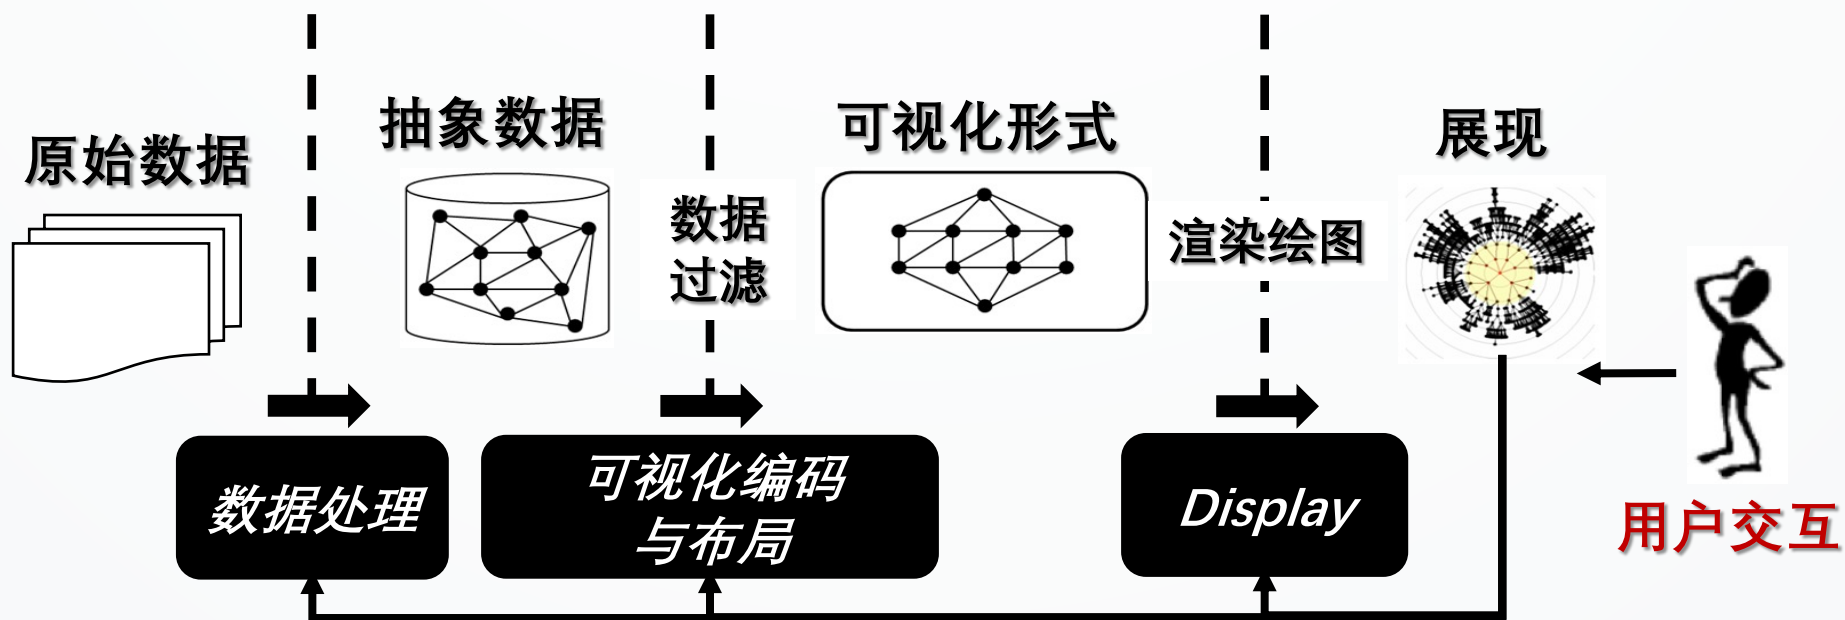 原始数据
抽象数据
数据
过滤
可视化形式
渲染绘图
展现
数据处理
可视化编码
与布局
Display
用户交互